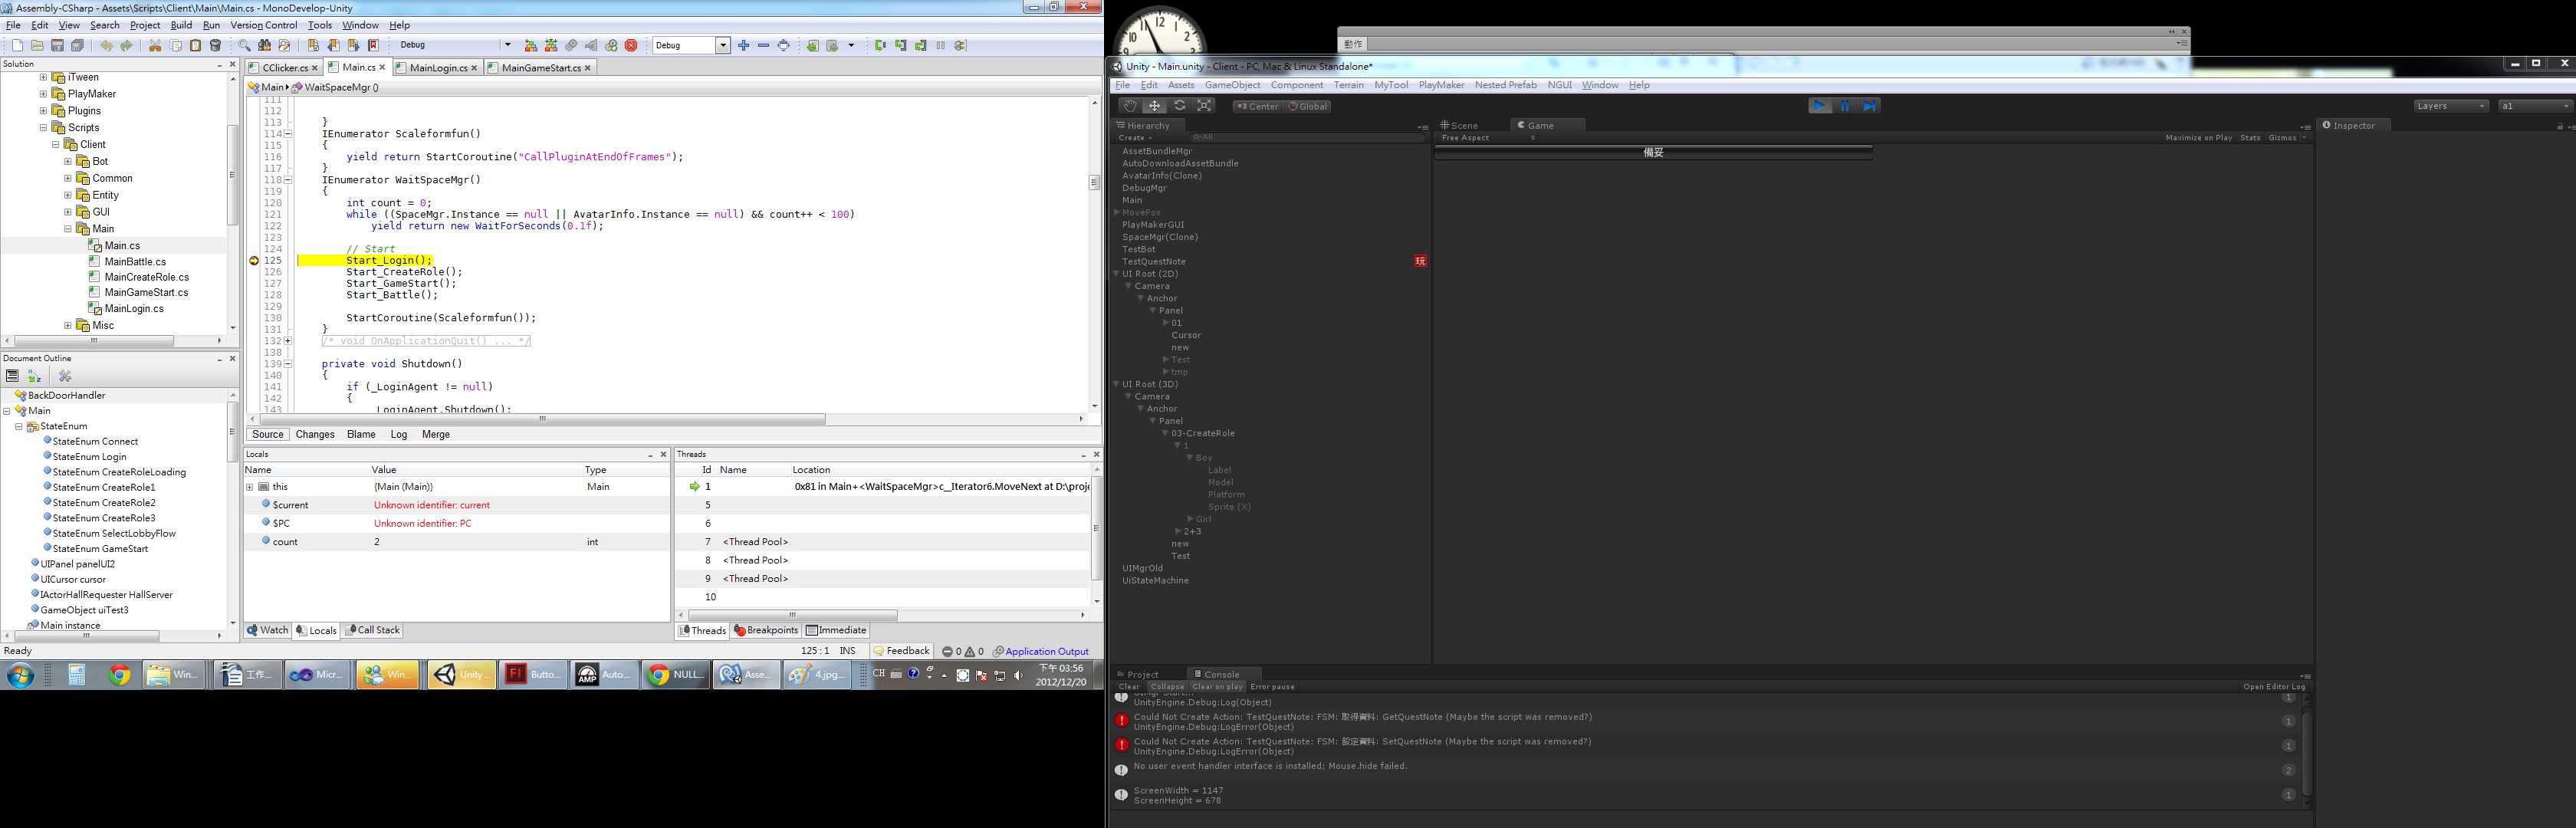 Assembly-CSharp - Assets\Scripts\Client\Main\Main.cs - MonoDevelop-Unity
File Edit View Search Project Build Run Version Control Tools Window Help
Debug Debug
Solution
iTween
PlayMaker
Plugins
Scripts
Client
Bot
Common
Entity
GUI
Main
Main.cs
MainBattle.cs
MainCreateRole.cs
MainGameStart.cs
MainLogin.cs
Misc
Document Outline
BackDoorHandler
Main
StateEnum
StateEnum Connect
StateEnum Login
StateEnum CreateRoleLoading
StateEnum CreateRole1
StateEnum CreateRole2
StateEnum CreateRole3
StateEnum SelectLobbyFlow
StateEnum GameStart
UIPanel panelUI2
UICursor cursor
IActorHallRequester HallServer
GameObject uiTest3
Main instance
CClicker.cs Main.cs MainLogin.cs MainGameStart.cs
Main WaitSpaceMgr ()
111
112
113 }
114 IEnumerator Scaleformfun()
115 {
116 yield return StartCoroutine("CallPluginAtEndOfFrames");
117 }
118 IEnumerator WaitSpaceMgr()
119 {
120 int count = 0;
121 while ((SpaceMgr.Instance == null || AvatarInfo.Instance == null) && count++ < 100)
122 yield return new WaitForSeconds(0.1f);
123
124 // Start
125 Start_Login();
126 Start_CreateRole();
127 Start_GameStart();
128 Start_Battle();
129
130 StartCoroutine(Scaleformfun());
131 }
132 /* void OnApplicationQuit() ... */
138
139 private void Shutdown()
140 {
141 if (_LoginAgent != null)
142 {
143 _LoginAgent.Shutdown();
Source Changes Blame Log Merge
Locals
Name Value Type
this {Main (Main)} Main
$current Unknown identifier: current
$PC Unknown identifier: PC
count 2 int
Watch Locals Call Stack
Threads
Id Name Location
1 0x81 in Main+<WaitSpaceMgr>c__Iterator6.MoveNext at D:\proje
5
6
7 <Thread Pool>
8 <Thread Pool>
9 <Thread Pool>
10
Threads Breakpoints Immediate
Ready
125 : 1 INS Feedback 0 0 Application Output
Win... 工作... Micr... Win... Unity... Butto... Auto... NULL... Asse... 4.jpg... CH
下午 03:56
2012/12/20
動作
Unity - Main.unity - Client - PC, Mac & Linux Standalone*
File Edit Assets GameObject Component Terrain MyTool PlayMaker Nested Prefab NGUI Window Help
Center Global Layers a1
Hierarchy
Create All
AssetBundleMgr
AutoDownloadAssetBundle
AvatarInfo(Clone)
DebugMgr
Main
MovePos
PlayMakerGUI
SpaceMgr(Clone)
TestBot
TestQuestNote 玩
UI Root (2D)
Camera
Anchor
Panel
01
Cursor
new
Test
tmp
UI Root (3D)
Camera
Anchor
Panel
03-CreateRole
1
Boy
Label
Model
Platform
Sprite (X)
Girl
2+3
new
Test
UIMgrOld
UiStateMachine
Scene Game
Free Aspect Maximize on Play Stats Gizmos
備妥
Inspector
Project Console
Clear Collapse Clear on play Error pause Open Editor Log
UnityEngine.Debug:Log(Object) 1
Could Not Create Action: TestQuestNote: FSM: 取得資料: GetQuestNote (Maybe the script was removed?)
UnityEngine.Debug:LogError(Object) 1
Could Not Create Action: TestQuestNote: FSM: 設定資料: SetQuestNote (Maybe the script was removed?)
UnityEngine.Debug:LogError(Object) 1
No user event handler interface is installed; Mouse.hide failed. 2
ScreenWidth = 1147
ScreenHeight = 678 1